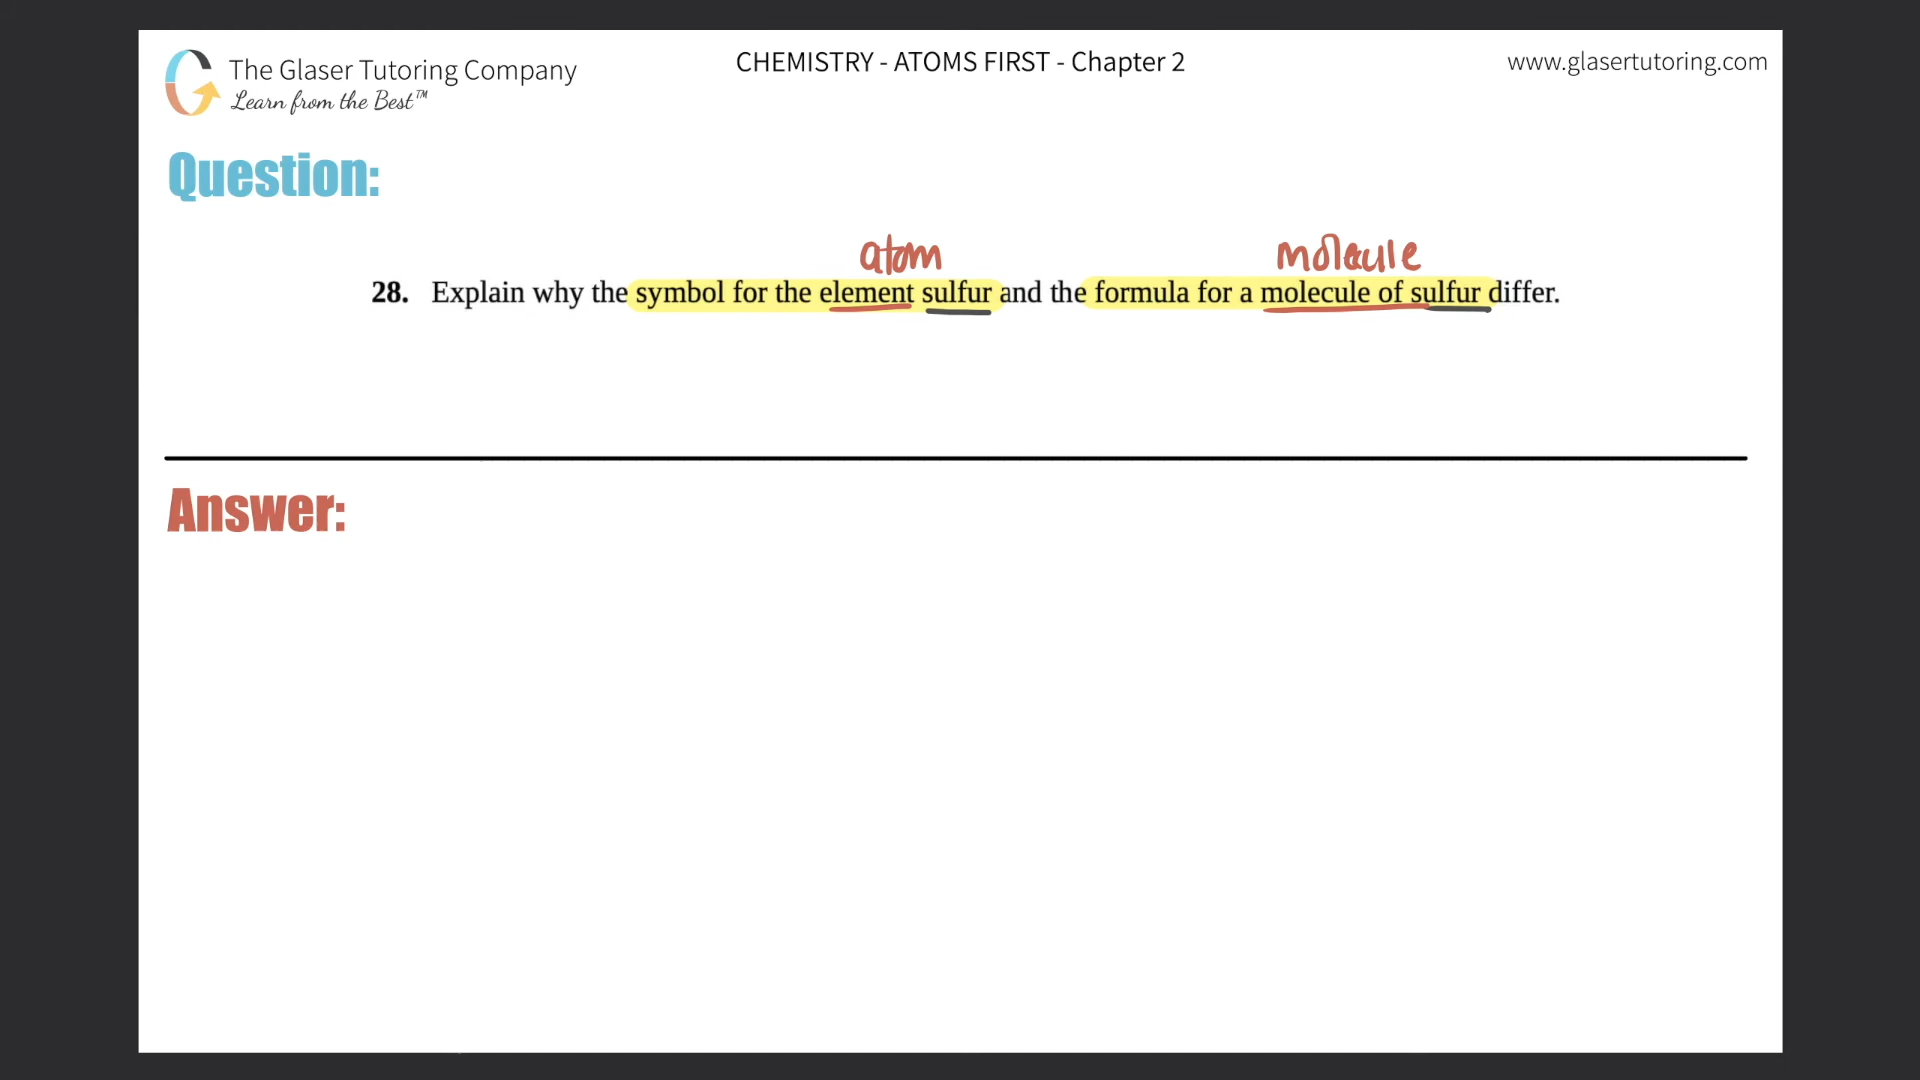 The Glaser Tutoring Company
Learn from the Best™
CHEMISTRY - ATOMS FIRST - Chapter 2
www.glasertutoring.com
Question:
atom
molecule
28. Explain why the symbol for the element sulfur and the formula for a molecule of sulfur differ.
Answer: